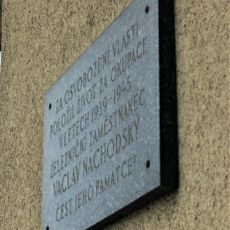 ZA OSVOBOZENÍ VLASTI
POLOŽIL ŽIVOT ZA OKUPACE
V LETECH 1939-1945
ŽELEZNIČNÍ ZAMĚSTNANEC
VÁCLAV NÁCHODSKÝ
ČEST JEHO PAMÁTCE!